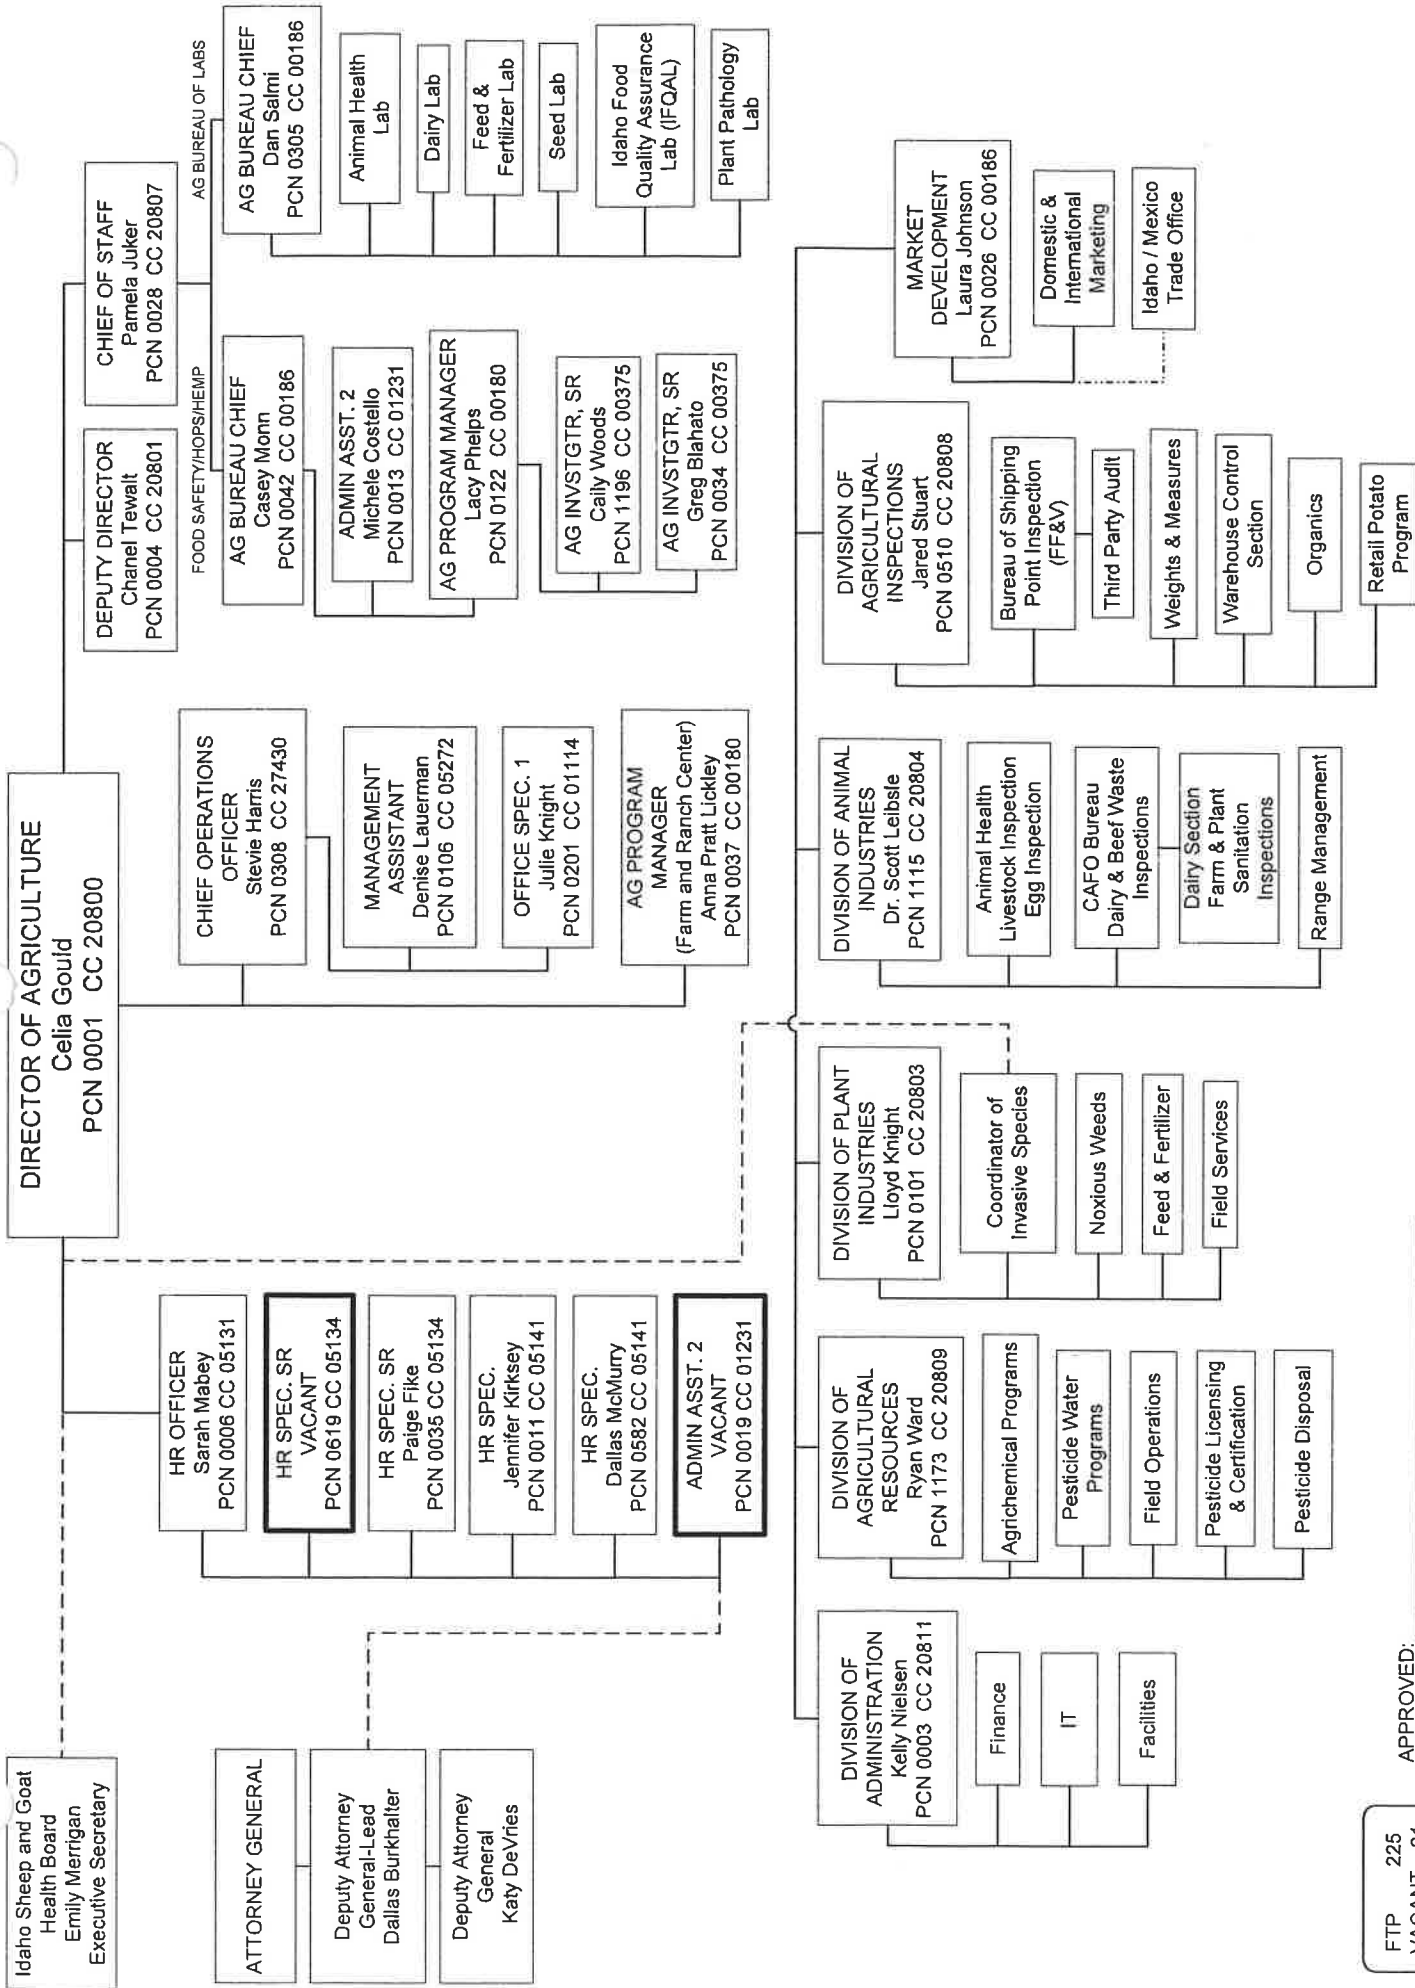 DIRECTOR OF AGRICULTURE
Celia Gould
PCN 0001 CC 20800
Idaho Sheep and Goat
Health Board
Emily Merrigan
Executive Secretary
ATTORNEY GENERAL
Deputy Attorney
General-Lead
Dallas Burkhalter
Deputy Attorney
General
Katy DeVries
HR OFFICER
Sarah Mabey
PCN 0006 CC 05131
HR SPEC. SR
VACANT
PCN 0619 CC 05134
HR SPEC. SR
Paige Fike
PCN 0035 CC 05134
HR SPEC.
Jennifer Kirksey
PCN 0011 CC 05141
HR SPEC.
Dallas McMurry
PCN 0582 CC 05141
ADMIN ASST. 2
VACANT
PCN 0019 CC 01231
CHIEF OPERATIONS
OFFICER
Stevie Harris
PCN 0308 CC 27430
MANAGEMENT
ASSISTANT
Denise Lauerman
PCN 0106 CC 05272
OFFICE SPEC. 1
Julie Knight
PCN 0201 CC 01114
AG PROGRAM
MANAGER
(Farm and Ranch Center)
Anna Pratt Lickley
PCN 0037 CC 00180
DEPUTY DIRECTOR
Chanel Tewalt
PCN 0004 CC 20801
CHIEF OF STAFF
Pamela Juker
PCN 0028 CC 20807
FOOD SAFETY/HOPS/HEMP
AG BUREAU CHIEF
Casey Monn
PCN 0042 CC 00186
ADMIN ASST. 2
Michele Costello
PCN 0013 CC 01231
AG PROGRAM MANAGER
Lacy Phelps
PCN 0122 CC 00180
AG INVSTGTR, SR
Caily Woods
PCN 1196 CC 00375
AG INVSTGTR, SR
Greg Blahato
PCN 0034 CC 00375
AG BUREAU OF LABS
AG BUREAU CHIEF
Dan Salmi
PCN 0305 CC 00186
Animal Health
Lab
Dairy Lab
Feed &
Fertilizer Lab
Seed Lab
Idaho Food
Quality Assurance
Lab (IFQAL)
Plant Pathology
Lab
DIVISION OF
ADMINISTRATION
Kelly Nielsen
PCN 0003 CC 20811
Finance
IT
Facilities
DIVISION OF
AGRICULTURAL
RESOURCES
Ryan Ward
PCN 1173 CC 20809
Agrichemical Programs
Pesticide Water
Programs
Field Operations
Pesticide Licensing
& Certification
Pesticide Disposal
DIVISION OF PLANT
INDUSTRIES
Lloyd Knight
PCN 0101 CC 20803
Coordinator of
Invasive Species
Noxious Weeds
Feed & Fertilizer
Field Services
DIVISION OF ANIMAL
INDUSTRIES
Dr. Scott Leibsle
PCN 1115 CC 20804
Animal Health
Livestock Inspection
Egg Inspection
CAFO Bureau
Dairy & Beef Waste
Inspections
Dairy Section
Farm & Plant
Sanitation
Inspections
Range Management
DIVISION OF
AGRICULTURAL
INSPECTIONS
Jared Stuart
PCN 0510 CC 20808
Bureau of Shipping
Point Inspection
(FF&V)
Third Party Audit
Weights & Measures
Warehouse Control
Section
Organics
Retail Potato
Program
MARKET
DEVELOPMENT
Laura Johnson
PCN 0026 CC 00186
Domestic &
International
Marketing
Idaho / Mexico
Trade Office
FTP 225
VACANT
APPROVED: